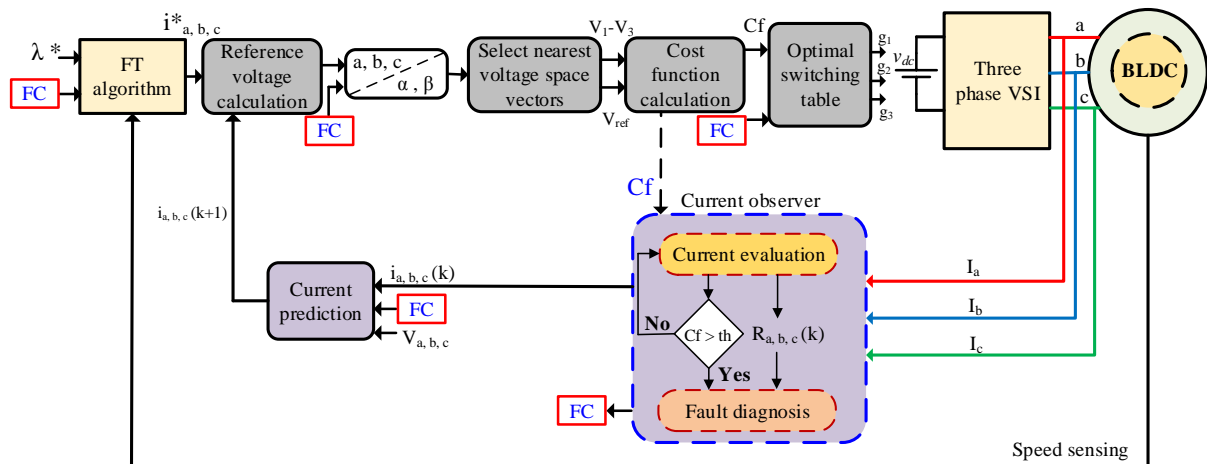 λ *
FC
FT
algorithm
i*a, b, c
Reference
voltage
calculation
a, b, c
α , β
FC
Select nearest
voltage space
vectors
V1-V3
Vref
Cost
function
calculation
Cf
FC
Optimal
switching
table
g1
g2
g3
vdc
Three
phase VSI
a
b
c
BLDC
Cf
Current observer
Current evaluation
No
Cf > th
Yes
Ra, b, c (k)
Fault diagnosis
FC
Ia
Ib
Ic
ia, b, c (k+1)
ia, b, c (k)
Current
prediction
FC
Va, b, c
Speed sensing